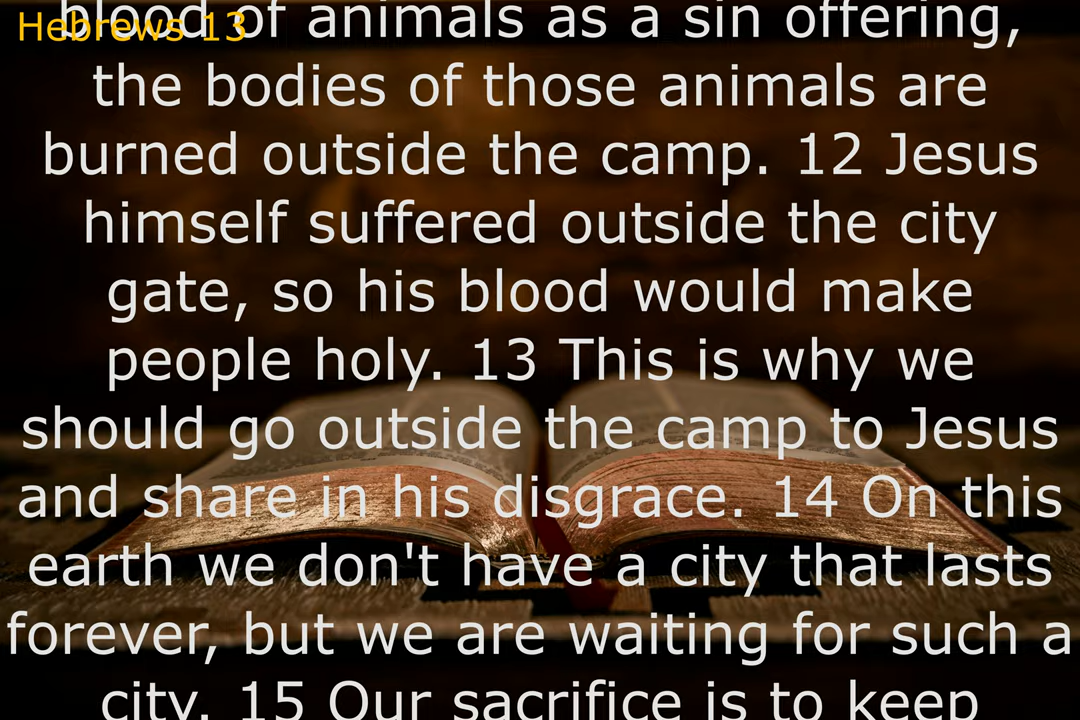 Hebrews 13
blood of animals as a sin offering,
the bodies of those animals are
burned outside the camp. 12 Jesus
himself suffered outside the city
gate, so his blood would make
people holy. 13 This is why we
should go outside the camp to Jesus
and share in his disgrace. 14 On this
earth we don't have a city that lasts
forever, but we are waiting for such a
city. 15 Our sacrifice is to keep